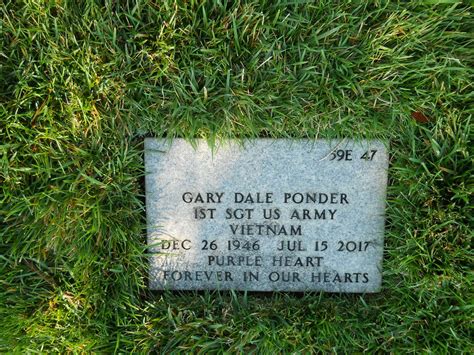 59E 47
GARY DALE PONDER
1ST SGT US ARMY
VIETNAM
DEC 26 1946 JUL 15 2017
PURPLE HEART
FOREVER IN OUR HEARTS